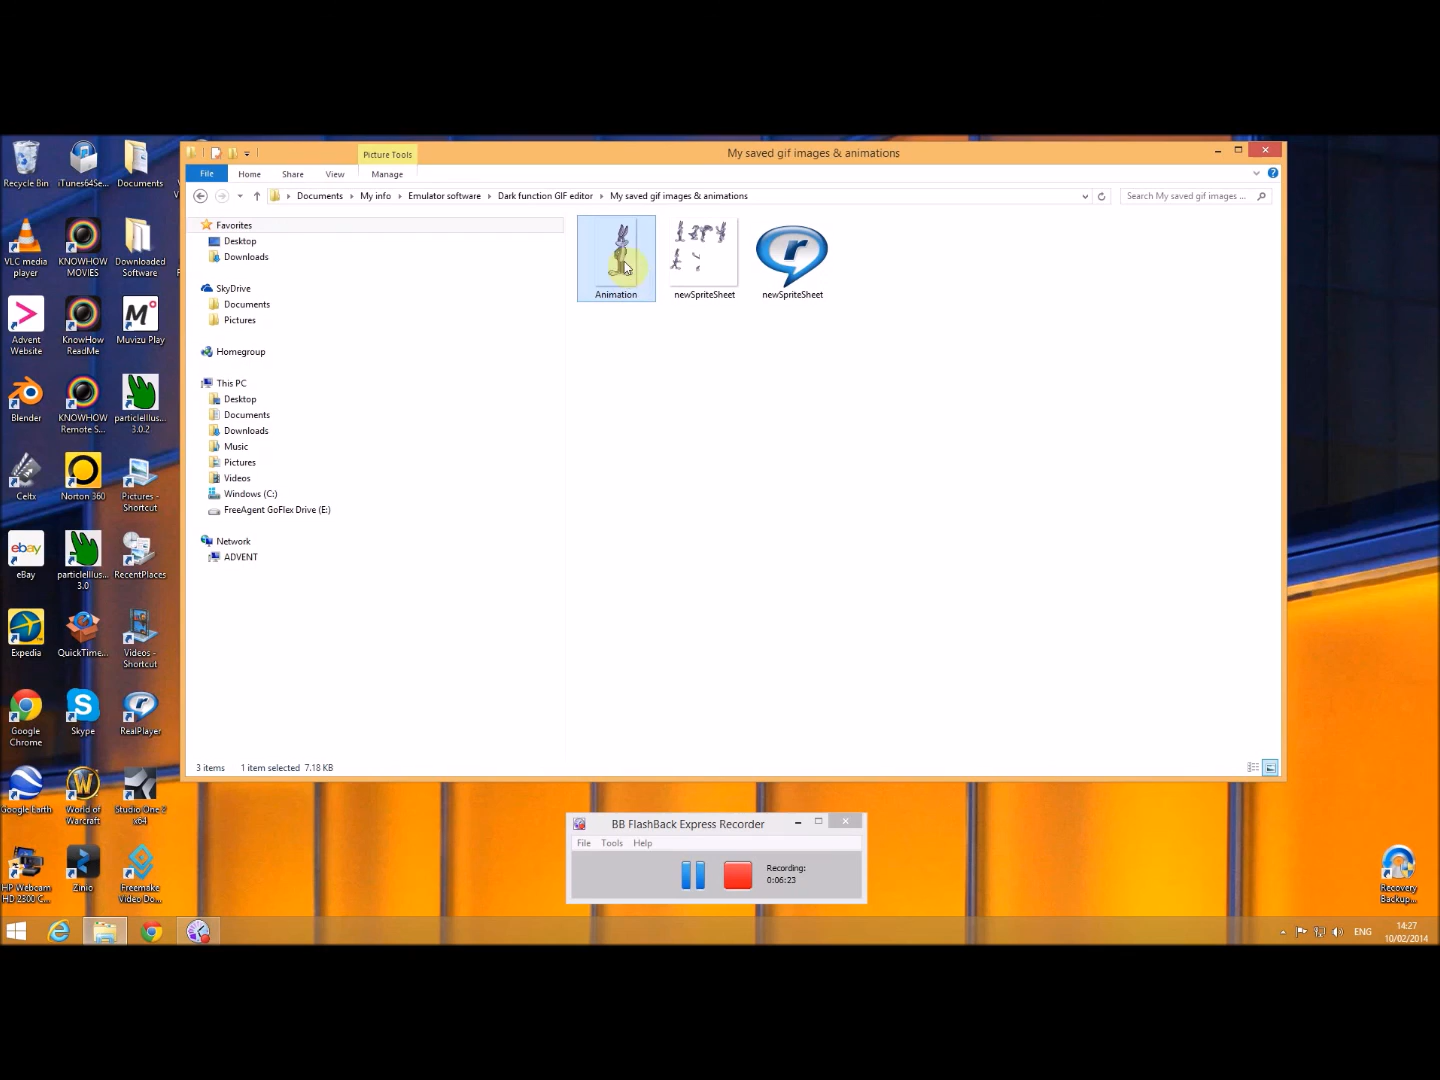 My saved gif images & animations
Picture Tools
File
Home
Share
View
Manage
Documents
My info
Emulator software
Dark function GIF editor
My saved gif images & animations
Search My saved gif images ...
Favorites
Desktop
Downloads
SkyDrive
Documents
Pictures
Homegroup
This PC
Desktop
Documents
Downloads
Music
Pictures
Videos
Windows (C:)
FreeAgent GoFlex Drive (E:)
Network
ADVENT
Animation
newSpriteSheet
newSpriteSheet
3 items
1 item selected 7.18 KB
Recycle Bin
iTunes64Se...
Documents
VLC media
player
KNOWHOW
MOVIES
Downloaded
Software
Advent
Website
KnowHow
ReadMe
Muvizu Play
Blender
KNOWHOW
Remote S...
particleIllus...
3.0.2
Celtx
Norton 360
Pictures -
Shortcut
ebay
eBay
particleIllus...
3.0
RecentPlaces
Expedia
QuickTime...
Videos -
Shortcut
Google
Chrome
Skype
RealPlayer
Google Earth
World of
Warcraft
Studio One 2
x64
HP Webcam
HD 2300 C...
Zinio
Freemake
Video Do...
BB FlashBack Express Recorder
File
Tools
Help
Recording:
0:06:23
Recovery
Backup...
ENG
14:27
10/02/2014